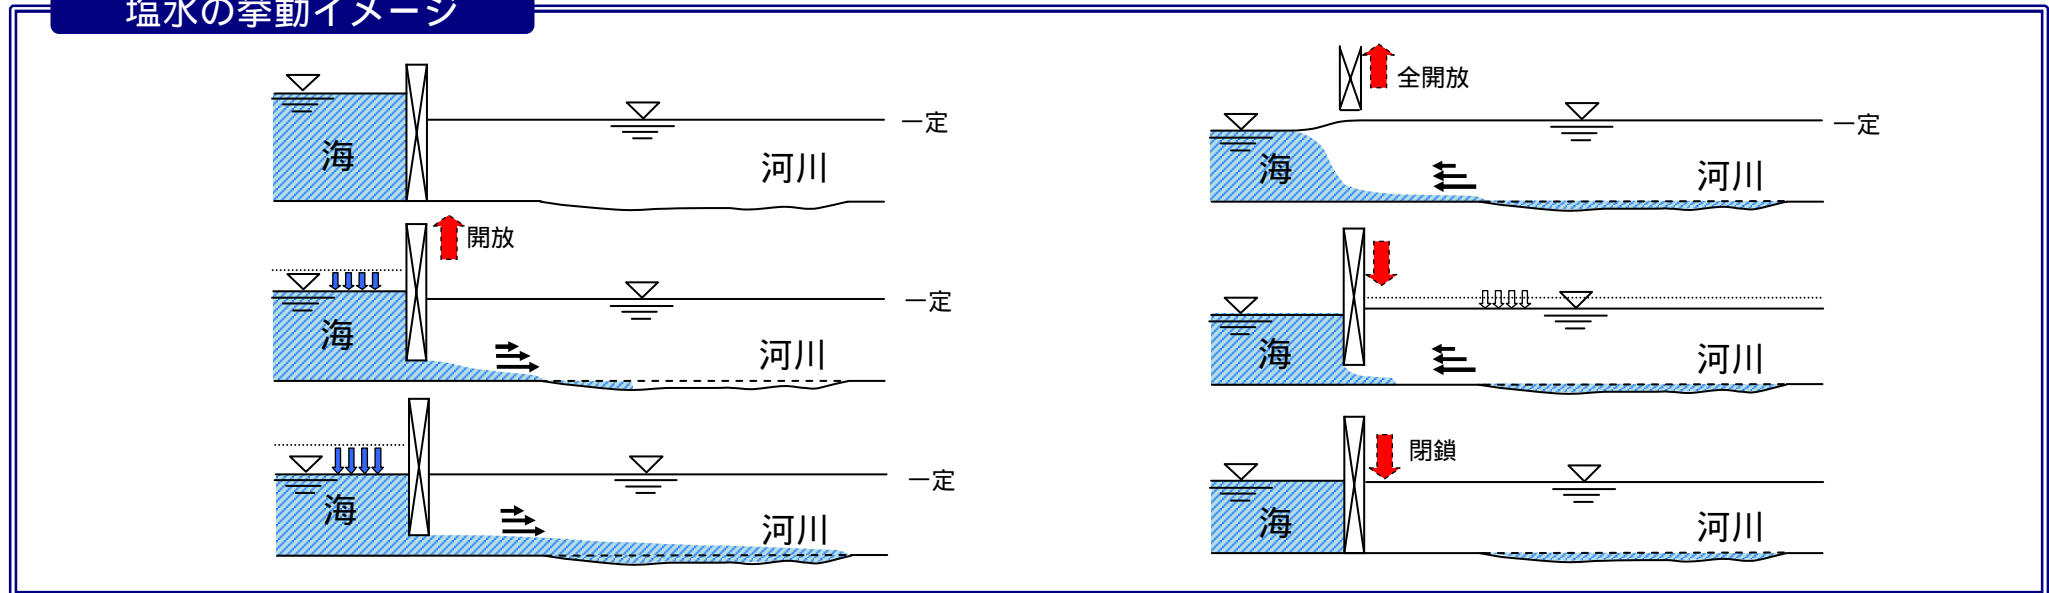 塩水の挙動イメージ
海
河川
一定
開放
海
河川
一定
海
河川
一定
全開放
海
河川
一定
海
河川
閉鎖
海
河川